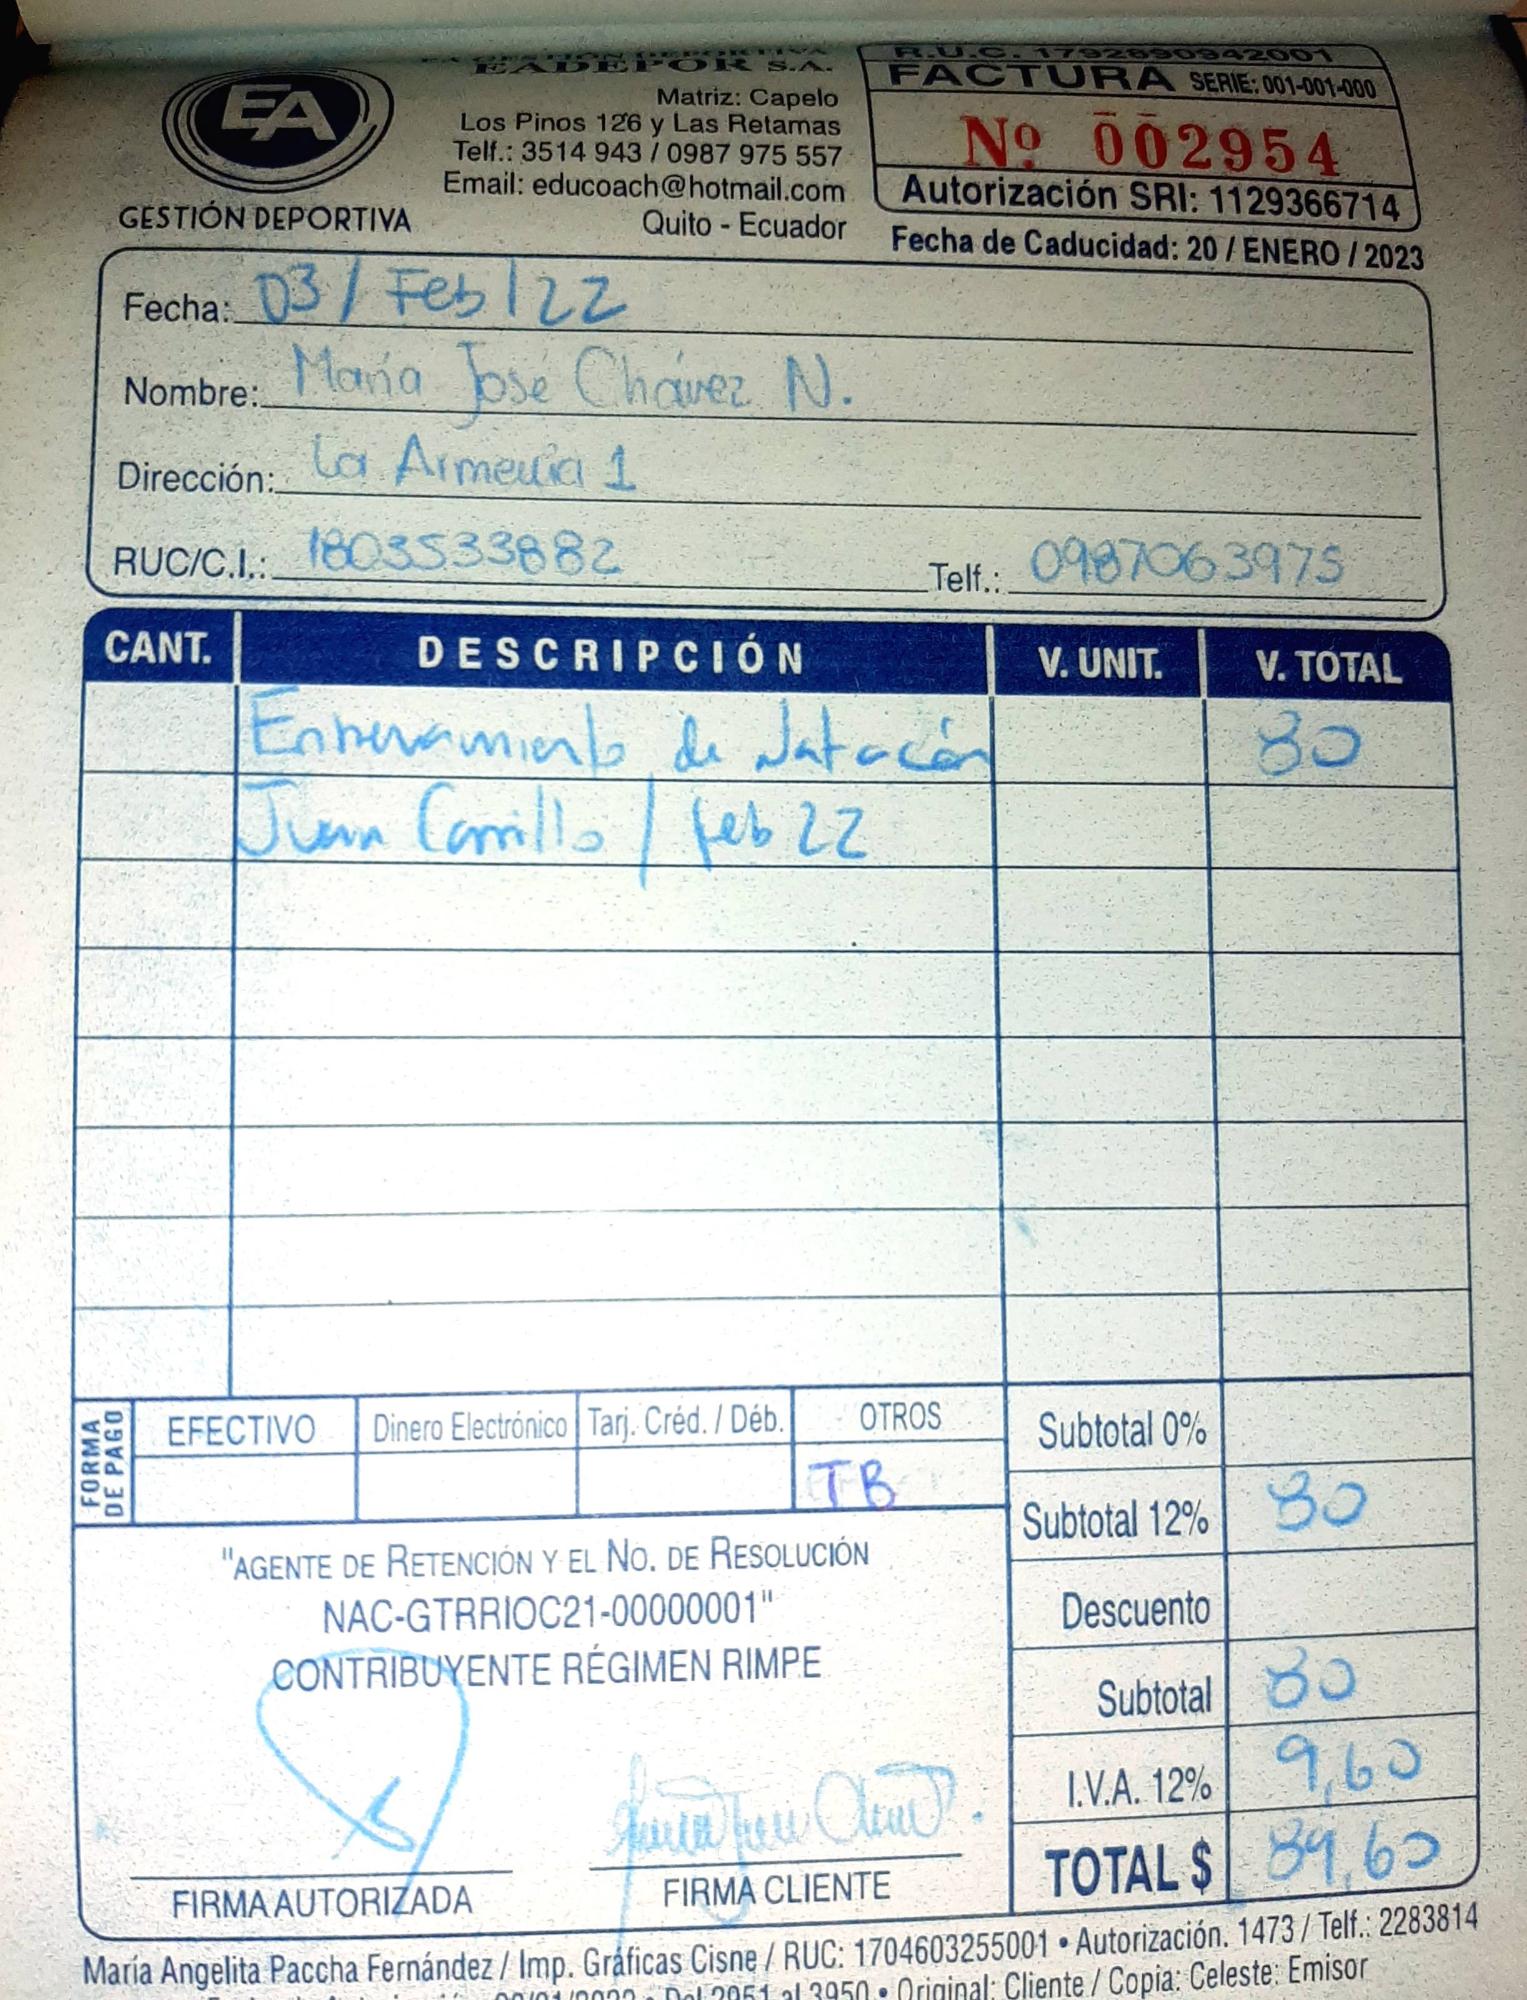 EA
GESTIÓN DEPORTIVA
EA GESTIÓN DEPORTIVA
EADEPOR S.A.
Matriz: Capelo
Los Pinos 126 y Las Retamas
Telf.: 3514 943 / 0987 975 557
Email: educoach@hotmail.com
Quito - Ecuador
R.U.C. 1792890942001
FACTURA SERIE: 001-001-000
Nº 002954
Autorización SRI: 1129366714
Fecha de Caducidad: 20 / ENERO / 2023
Fecha: 03 / Feb / 22
Nombre: María José Chávez N.
Dirección: La Armenia 1
RUC/C.I.: 1803533882 Telf.: 0987063975
CANT. DESCRIPCIÓN V. UNIT. V. TOTAL
Entrenamiento de Natación 80
Juan Carrillo / feb 22
FORMA DE PAGO
EFECTIVO Dinero Electrónico Tarj. Créd. / Déb. OTROS
TB
Subtotal 0%
Subtotal 12% 80
Descuento
Subtotal 80
I.V.A. 12% 9,60
TOTAL $ 89,60
"AGENTE DE RETENCIÓN Y EL NO. DE RESOLUCIÓN
NAC-GTRRIOC21-00000001"
CONTRIBUYENTE RÉGIMEN RIMPE
FIRMA AUTORIZADA FIRMA CLIENTE
María Angelita Paccha Fernández / Imp. Gráficas Cisne / RUC: 1704603255001 • Autorización. 1473 / Telf.: 2283814
Del 2951 al 3950 • Original: Cliente / Copia: Celeste: Emisor